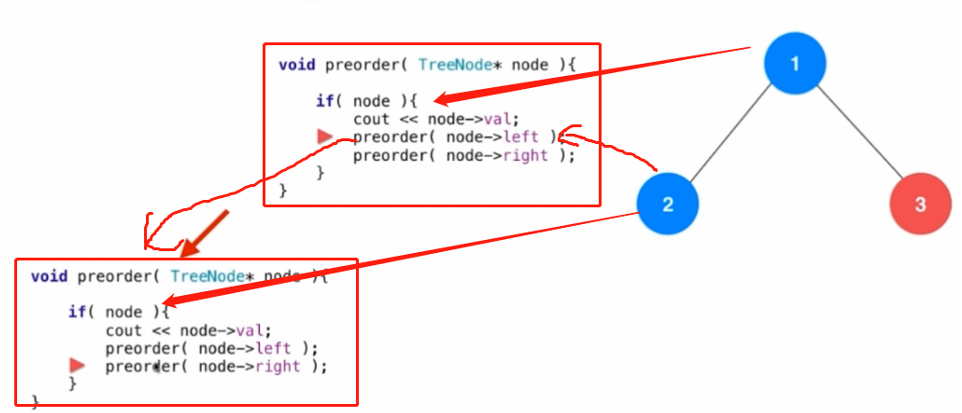 void preorder( TreeNode* node ){
if( node ){
cout << node->val;
preorder( node->left );
preorder( node->right );
}
}
1
2
3
void preorder( TreeNode* node ){
if( node ){
cout << node->val;
preorder( node->left );
preorder( node->right );
}
}